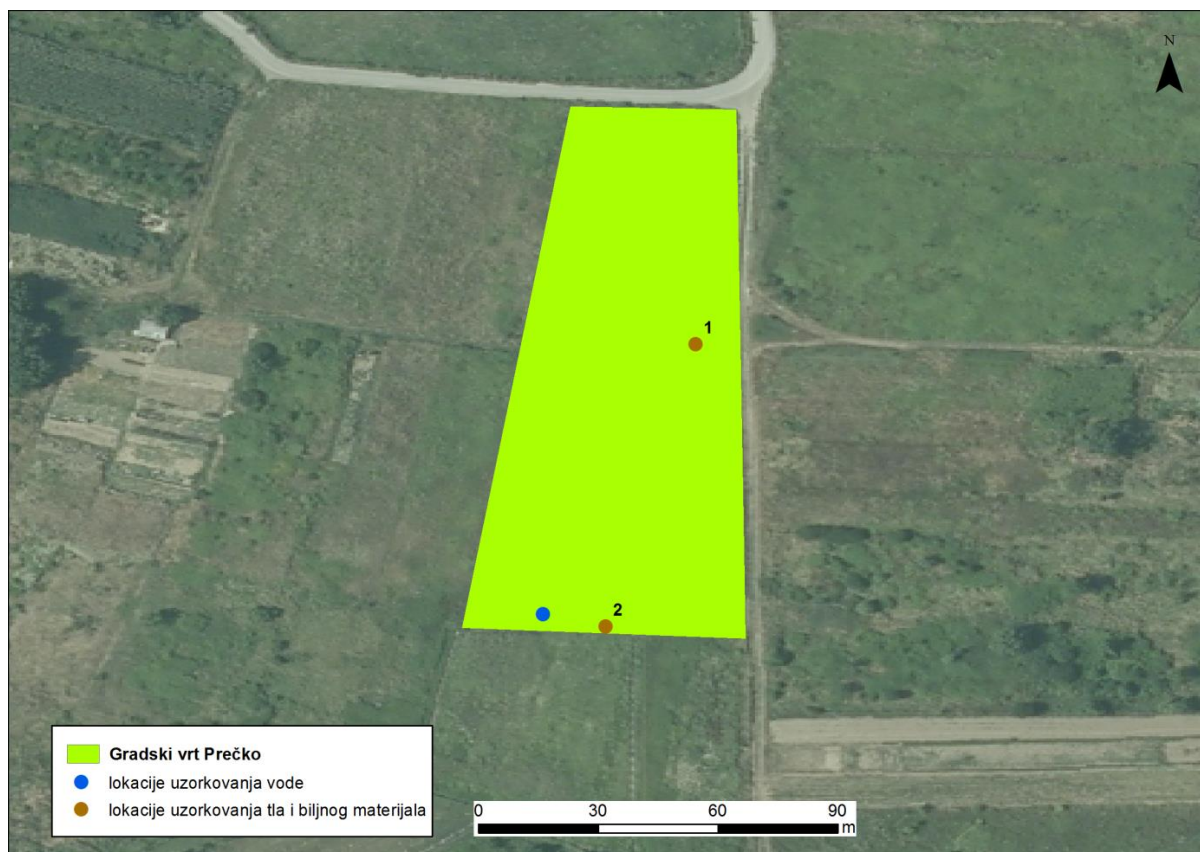 N
1
2
Gradski vrt Prečko
lokacije uzorkovanja vode
lokacije uzorkovanja tla i biljnog materijala
0 30 60 90
m